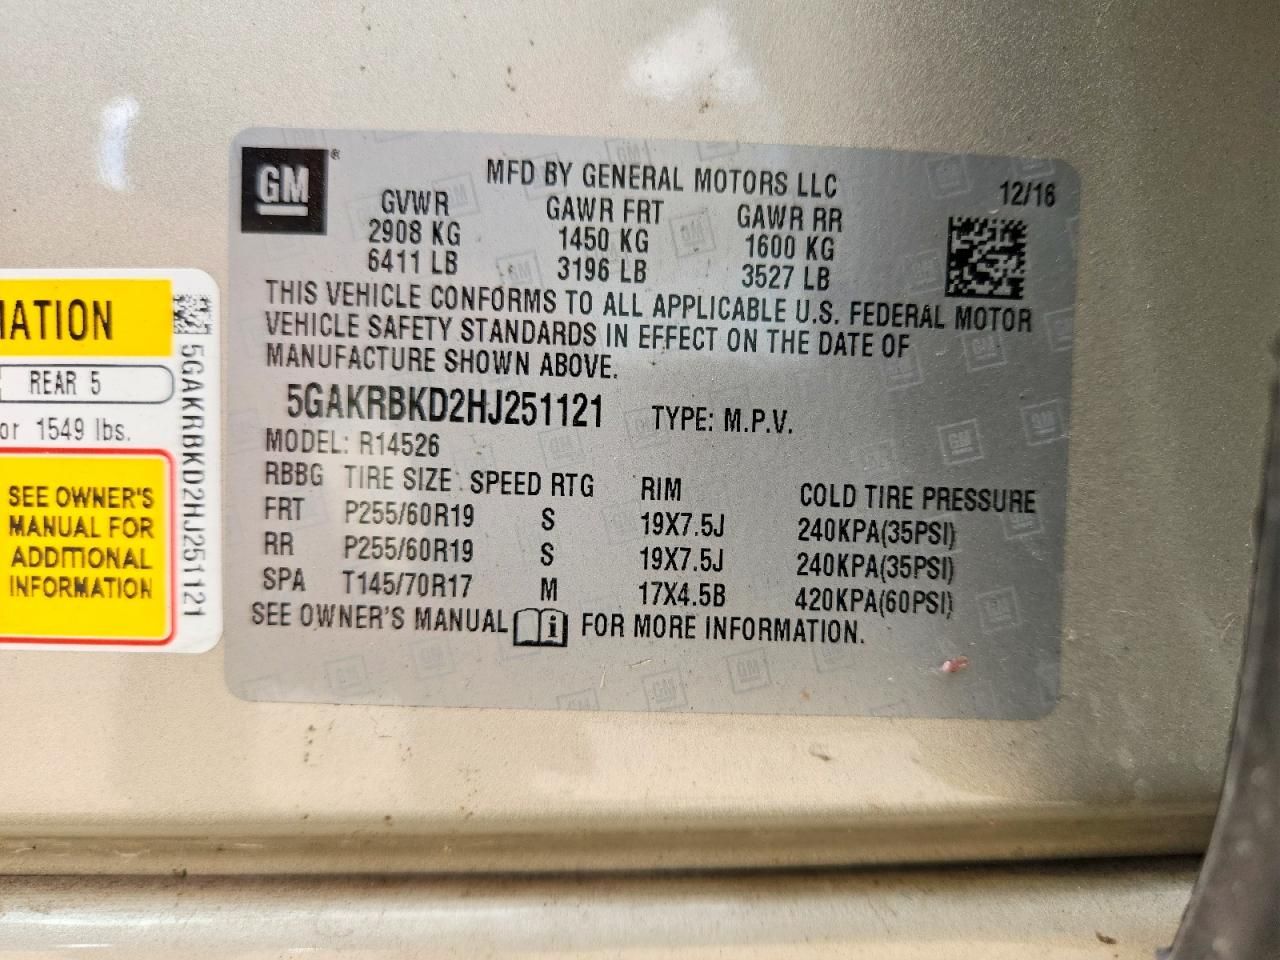 GM
MFD BY GENERAL MOTORS LLC
12/16
GVWR GAWR FRT GAWR RR
2908 KG 1450 KG 1600 KG
6411 LB 3196 LB 3527 LB
THIS VEHICLE CONFORMS TO ALL APPLICABLE U.S. FEDERAL MOTOR
VEHICLE SAFETY STANDARDS IN EFFECT ON THE DATE OF
MANUFACTURE SHOWN ABOVE.
5GAKRBKD2HJ251121 TYPE: M.P.V.
MODEL: R14526
RBBG TIRE SIZE SPEED RTG RIM COLD TIRE PRESSURE
FRT P255/60R19 S 19X7.5J 240KPA(35PSI)
RR P255/60R19 S 19X7.5J 240KPA(35PSI)
SPA T145/70R17 M 17X4.5B 420KPA(60PSI)
SEE OWNER'S MANUAL i FOR MORE INFORMATION.
MATION
REAR 5
or 1549 lbs.
SEE OWNER'S
MANUAL FOR
ADDITIONAL
INFORMATION
5GAKRBKD2HJ251121